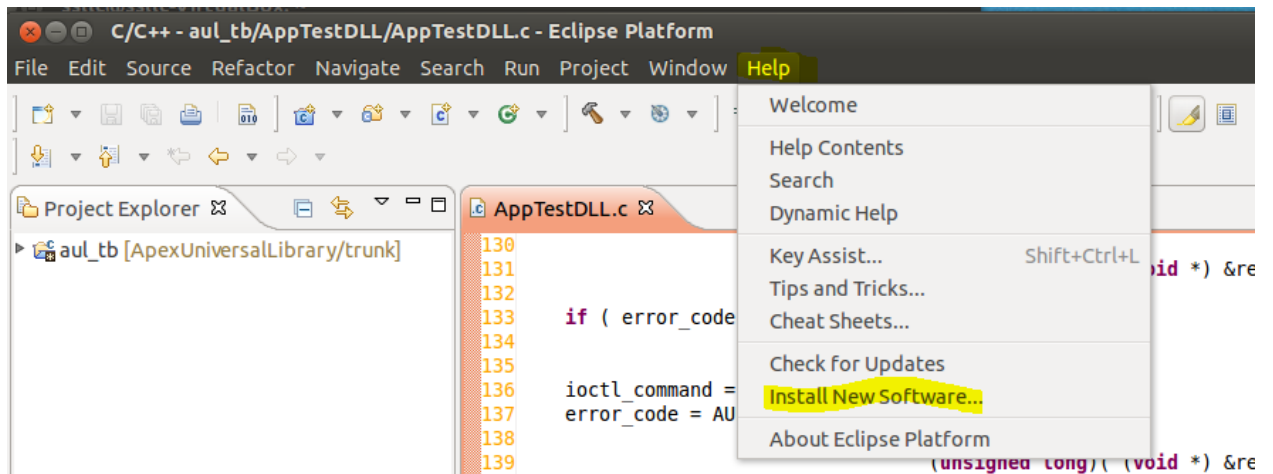 C/C++ - aul_tb/AppTestDLL/AppTestDLL.c - Eclipse Platform
File Edit Source Refactor Navigate Search Run Project Window Help
Welcome
Help Contents
Search
Dynamic Help
Key Assist... Shift+Ctrl+L
Tips and Tricks...
Cheat Sheets...
Check for Updates
Install New Software...
About Eclipse Platform
Project Explorer
aul_tb [ApexUniversalLibrary/trunk]
AppTestDLL.c
130
131 oid *) &re
132
133 if ( error_code
134
135
136 ioctl_command =
137 error_code = AU
138
139 (unsigned long)( (void *) &re